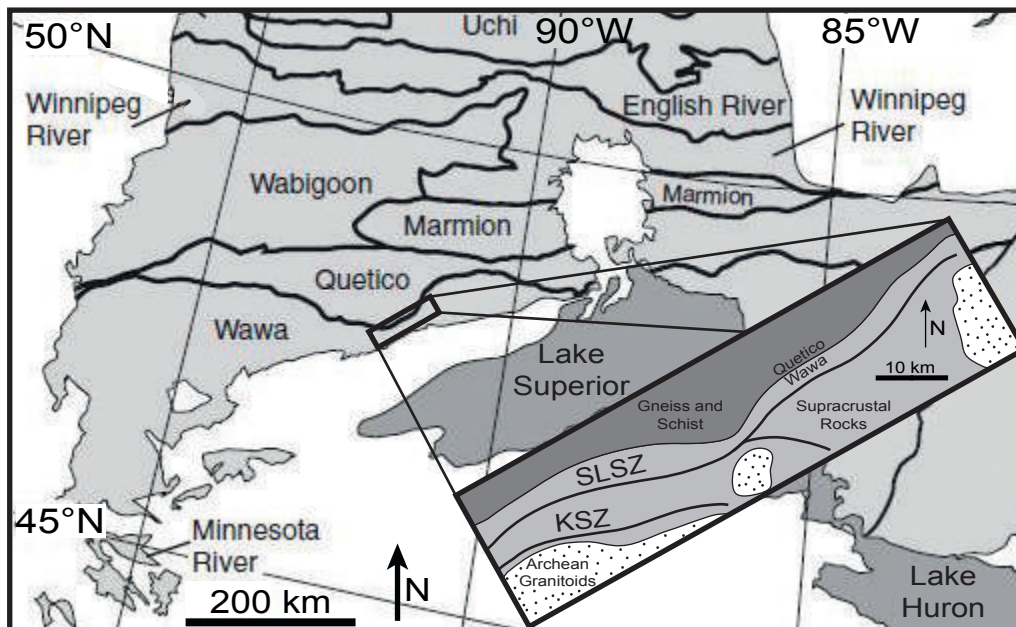 50°N
Uchi
90°W
85°W
Winnipeg
River
English River
Winnipeg
River
Wabigoon
Marmion
Marmion
Quetico
Wawa
Lake
Superior
Quetico
Wawa
N
10 km
Gneiss and
Schist
Supracrustal
Rocks
SLSZ
KSZ
Archean
Granitoids
45°N
Minnesota
River
N
200 km
Lake
Huron